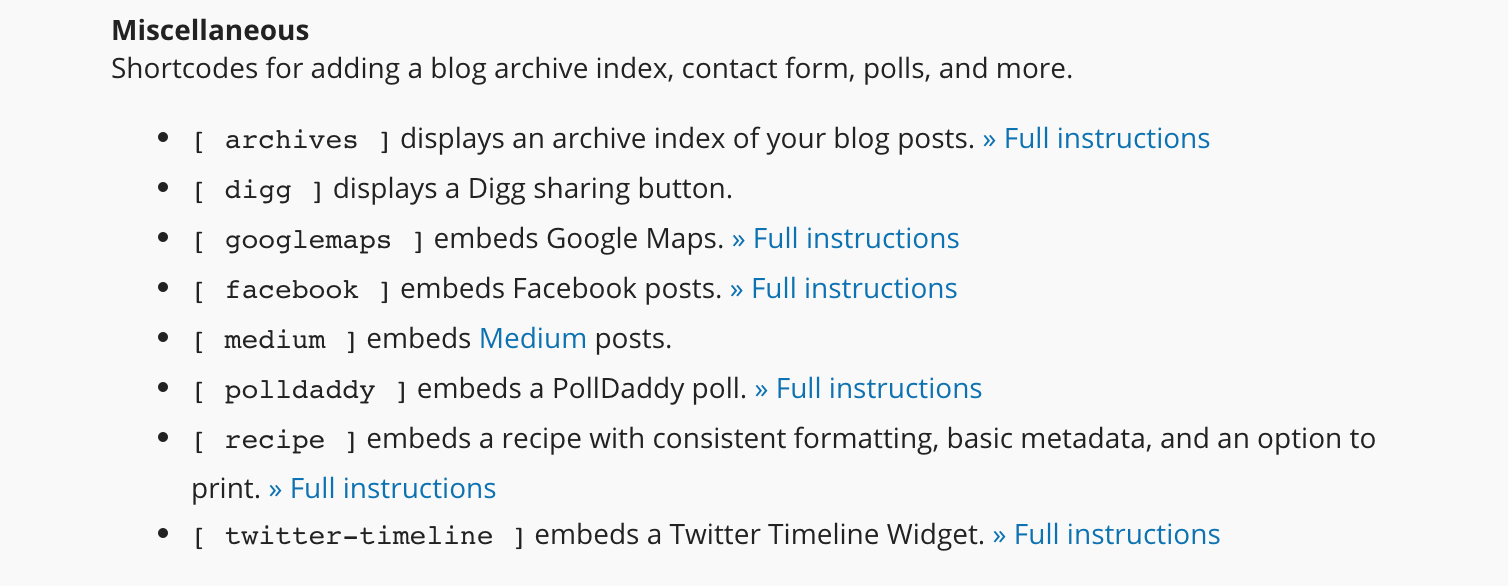 Miscellaneous
Shortcodes for adding a blog archive index, contact form, polls, and more.
• [ archives ] displays an archive index of your blog posts. » Full instructions
• [ digg ] displays a Digg sharing button.
• [ googlemaps ] embeds Google Maps. » Full instructions
• [ facebook ] embeds Facebook posts. » Full instructions
• [ medium ] embeds Medium posts.
• [ polldaddy ] embeds a PollDaddy poll. » Full instructions
• [ recipe ] embeds a recipe with consistent formatting, basic metadata, and an option to
print. » Full instructions
• [ twitter-timeline ] embeds a Twitter Timeline Widget. » Full instructions